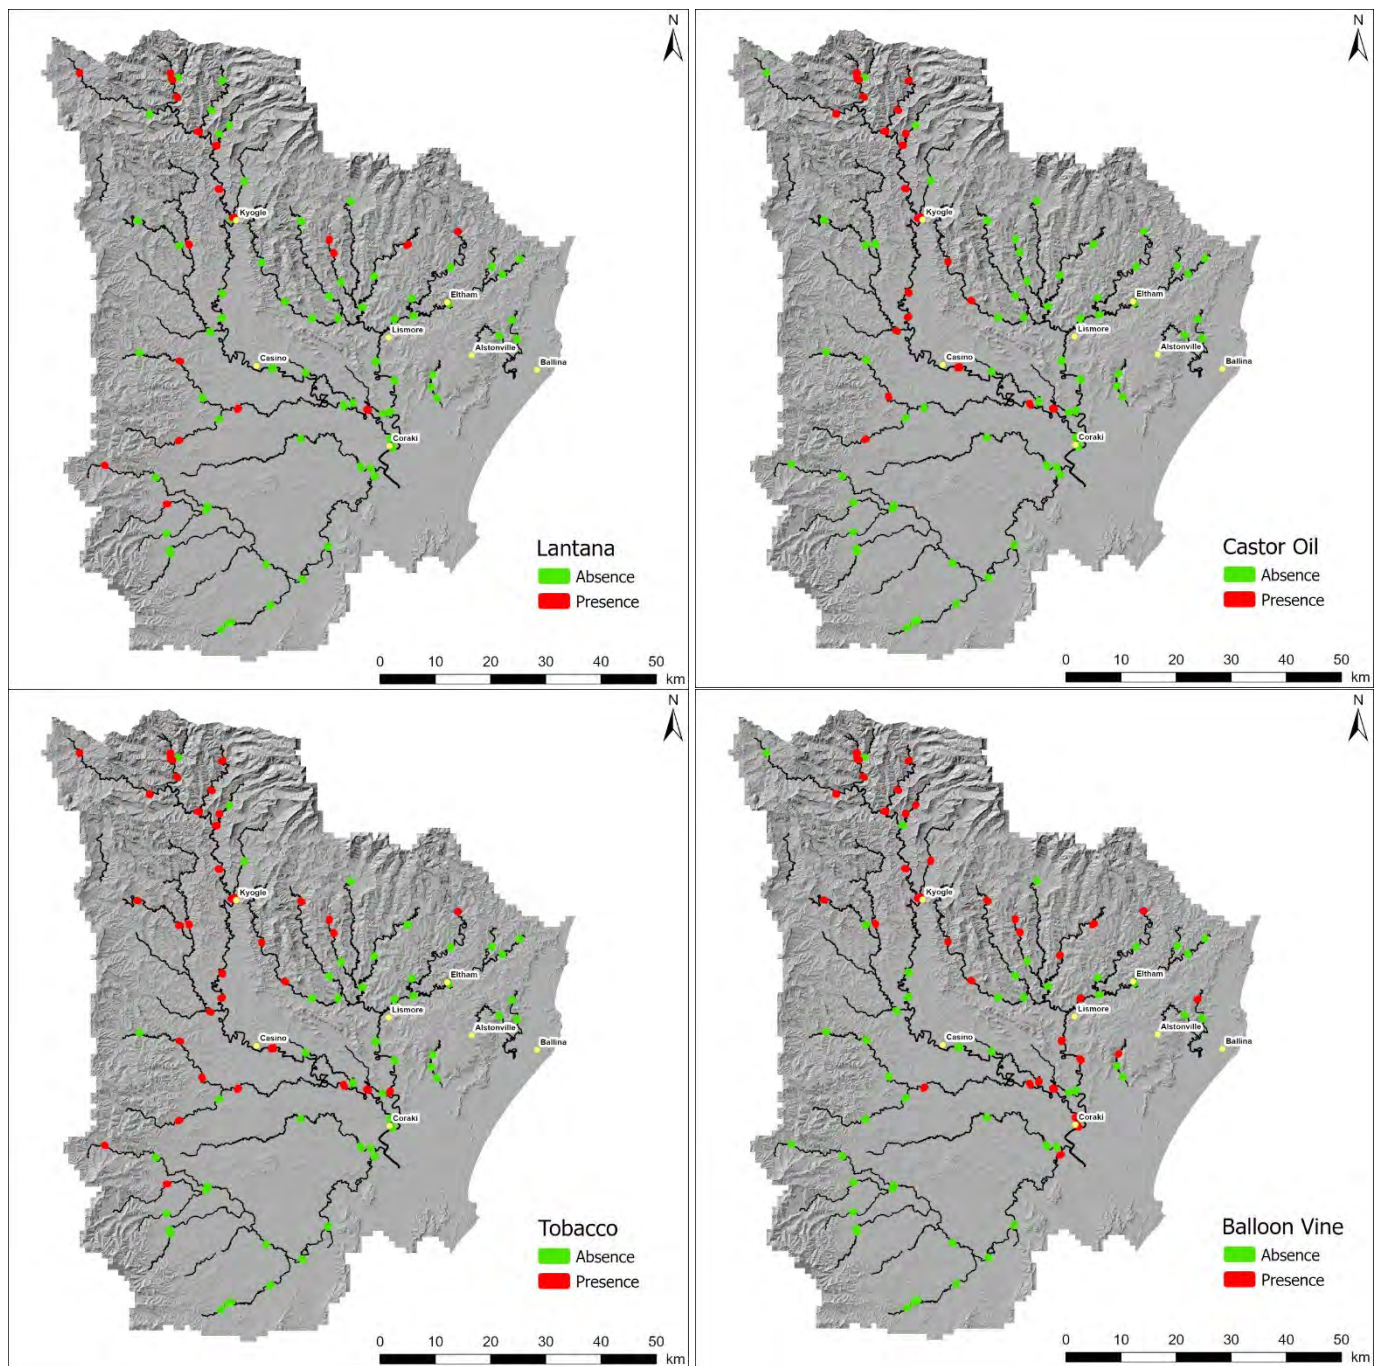 N
Kyogle
Eltham
Lismore
Alstonville
Casino
Ballina
Coraki
Lantana
Absence
Presence
0 10 20 30 40 50
km
N
Kyogle
Eltham
Lismore
Alstonville
Casino
Ballina
Coraki
Castor Oil
Absence
Presence
0 10 20 30 40 50
km
N
Kyogle
Eltham
Lismore
Alstonville
Casino
Ballina
Coraki
Tobacco
Absence
Presence
0 10 20 30 40 50
km
N
Kyogle
Eltham
Lismore
Alstonville
Casino
Ballina
Coraki
Balloon Vine
Absence
Presence
0 10 20 30 40 50
km